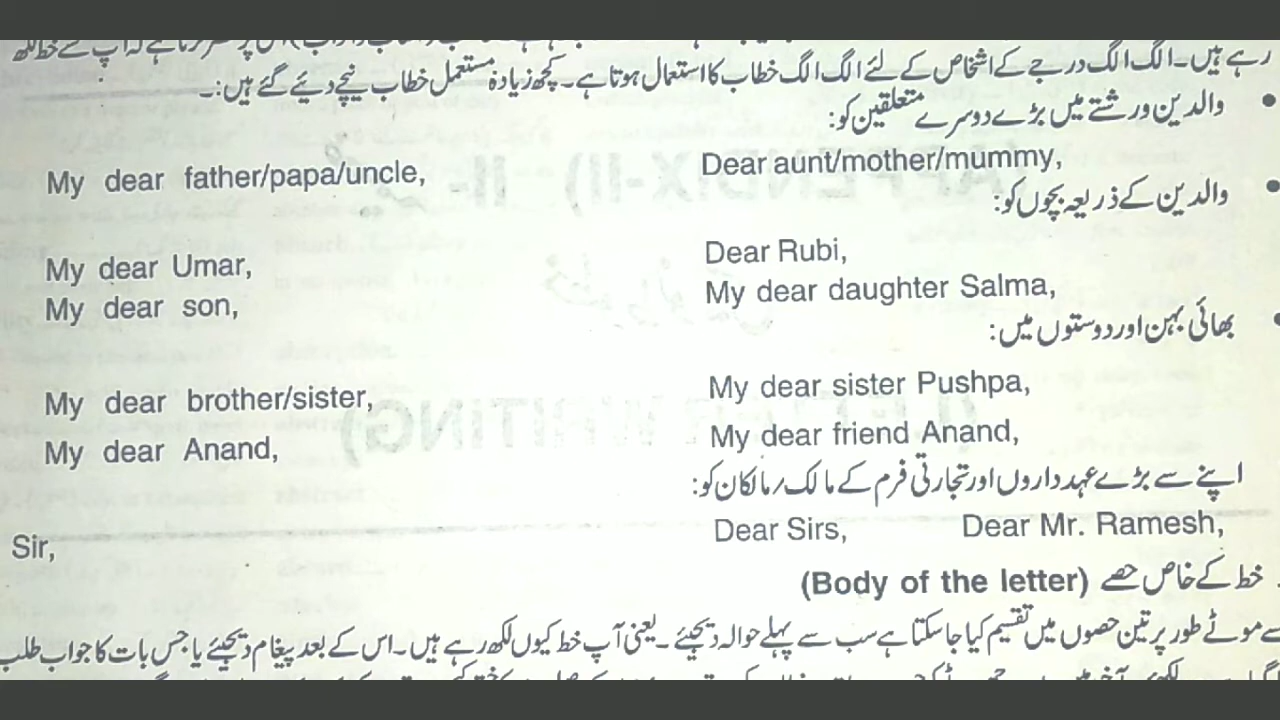 رہے ہیں۔ الگ الگ درجے کے اشخاص کے لئے الگ الگ خطاب کا استعمال ہوتا ہے۔ کچھ زیادہ مستعمل خطاب نیچے دیئے گئے ہیں:۔
• والدین ورشتے میں بڑے دوسرے متعلقین کو:
My dear father/papa/uncle, Dear aunt/mother/mummy,
• والدین کے ذریعہ بچوں کو:
My dear Umar, Dear Rubi,
My dear son, My dear daughter Salma,
• بھائی بہن اور دوستوں میں:
My dear brother/sister, My dear sister Pushpa,
My dear Anand, My dear friend Anand,
اپنے سے بڑے عہدداروں اور تجارتی فرم کے مالک/مالکان کو:
Sir, Dear Sirs, Dear Mr. Ramesh,
خط کے خاص حصے (Body of the letter)
سے موٹے طور پر تین حصوں میں تقسیم کیا جا سکتا ہے سب سے پہلے حوالہ دیجئے۔ یعنی آپ خط کیوں لکھ رہے ہیں۔ اس کے بعد پیغام دیجئے یا جس بات کا جواب طلب